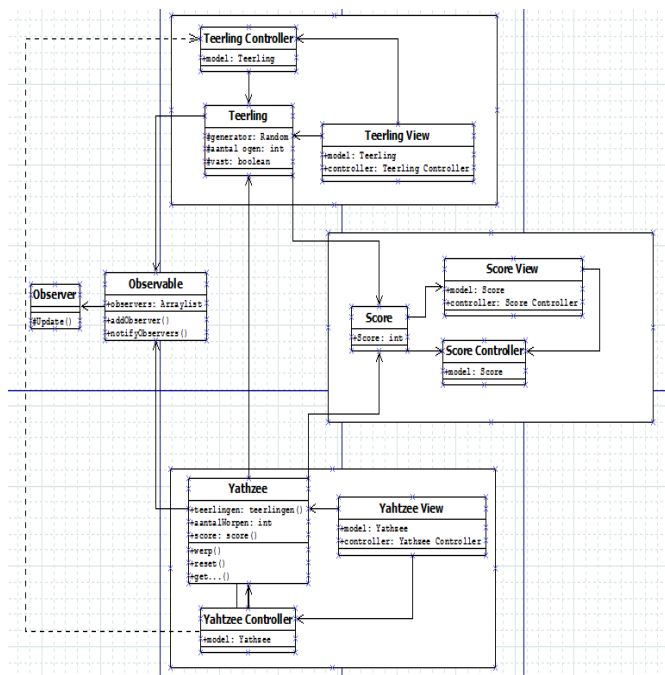 Teerling Controller
+model: Teerling
Teerling
#generator: Random
#aantal ogen: int
#vast: boolean
Teerling View
+model: Teerling
+controller: Teerling Controller
Observer
#Update()
Observable
+observers: Arraylist
+addObserver()
+notifyObservers()
Score View
+model: Score
+controller: Score Controller
Score
+Score: int
Score Controller
+model: Score
Yathzee
+teerlingen: teerlingen()
+aantalWorpen: int
+score: score()
+werp()
+reset()
+get...()
Yahtzee View
+model: Yathsee
+controller: Yathsee Controller
Yahtzee Controller
+model: Yathsee